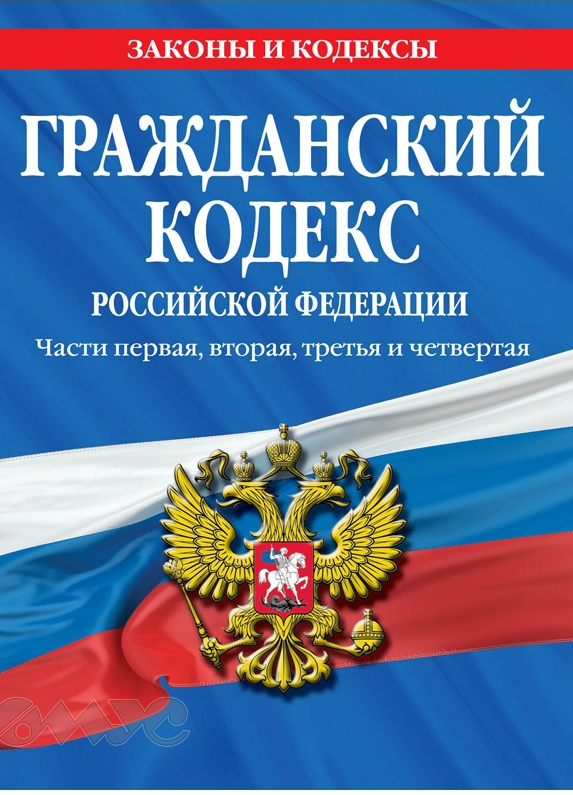 ЗАКОНЫ И КОДЕКСЫ
ГРАЖДАНСКИЙ
КОДЕКС
РОССИЙСКОЙ ФЕДЕРАЦИИ
Части первая, вторая, третья и четвертая